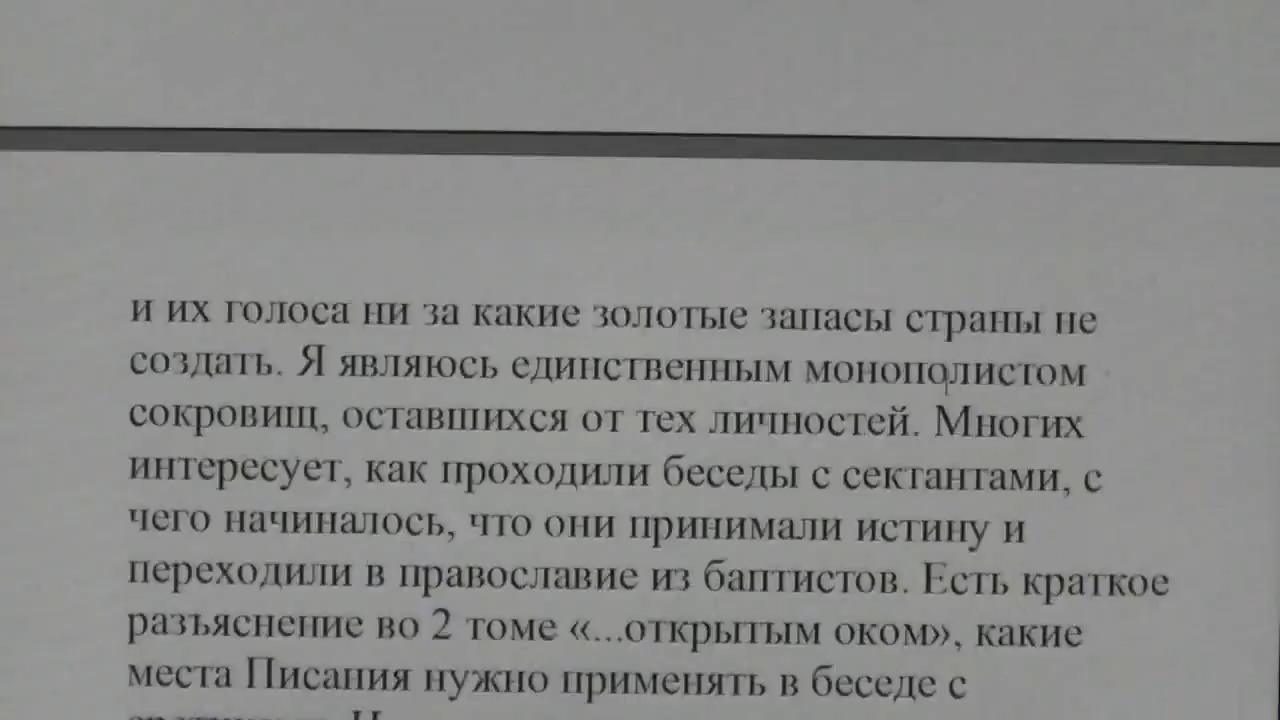 и их голоса ни за какие золотые запасы страны не
создать. Я являюсь единственным монополистом
сокровищ, оставшихся от тех личностей. Многих
интересует, как проходили беседы с сектантами, с
чего начиналось, что они принимали истину и
переходили в православие из баптистов. Есть краткое
разъяснение во 2 томе «...открытым оком», какие
места Писания нужно применять в беседе с